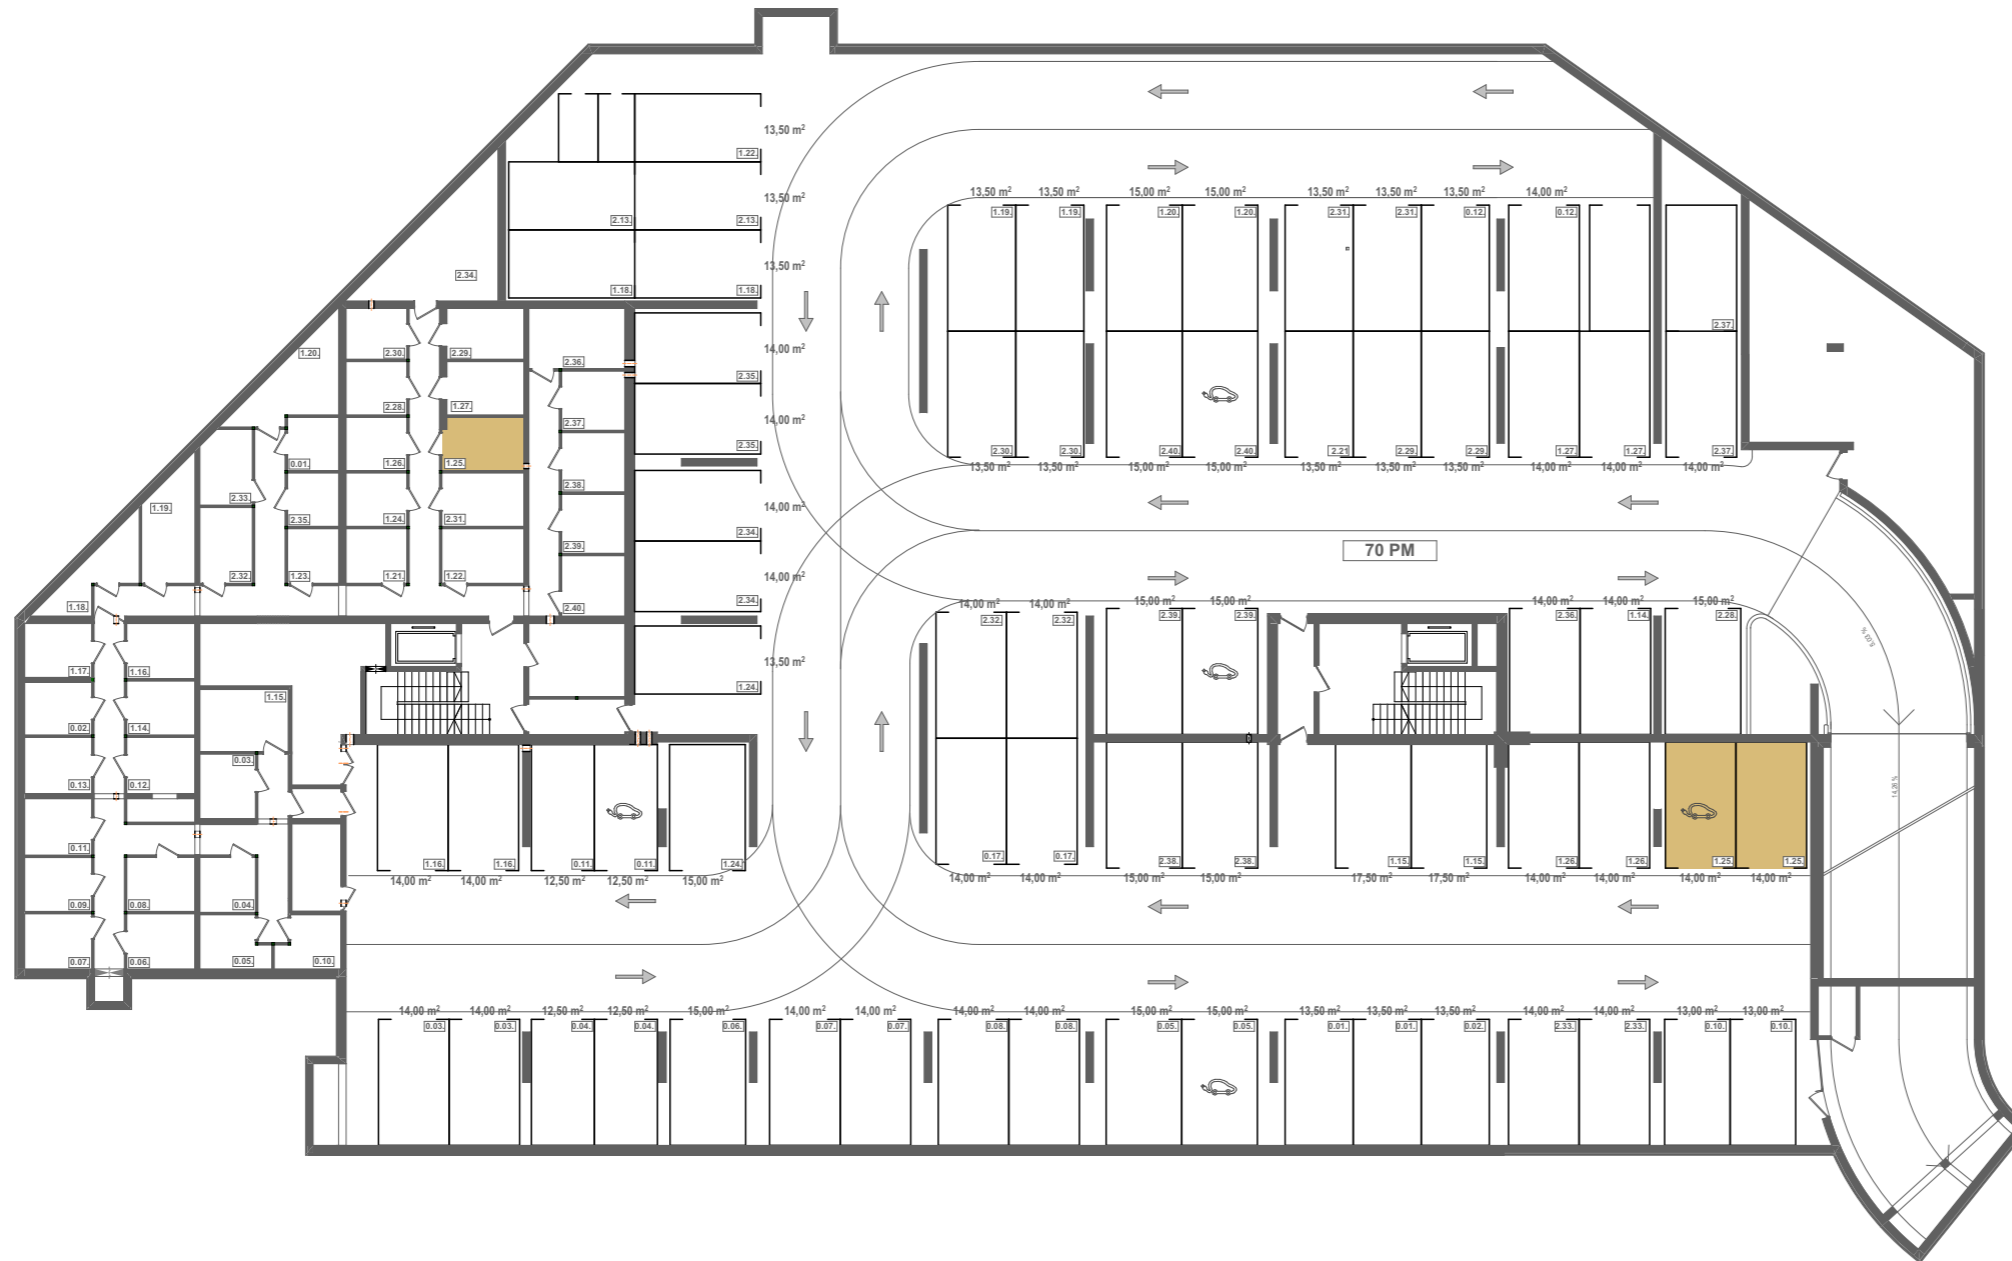 13,50 m²
1.22.
13,50 m²
2.13. 2.13.
13,50 m²
1.18. 1.18.
2.34.
13,50 m² 13,50 m² 15,00 m² 15,00 m² 13,50 m² 13,50 m² 13,50 m² 14,00 m²
1.19. 1.19. 1.20. 1.20. 2.31. 2.31. 0.12. 0.12.
2.37.
1.20. 2.30. 2.29. 2.36.
14,00 m²
2.35.
2.28. 1.27. 2.37.
14,00 m²
2.35.
2.30. 2.30. 2.40. 2.40. 2.21 2.29. 2.29. 1.27. 1.27. 2.37.
13,50 m² 13,50 m² 15,00 m² 15,00 m² 13,50 m² 13,50 m² 13,50 m² 14,00 m² 14,00 m² 14,00 m²
0.01. 1.26. 1.25.
2.33. 2.38.
1.19. 2.35. 1.24. 2.31.
14,00 m²
2.34.
2.39.
70 PM
2.32. 1.23. 1.21. 1.22.
14,00 m²
2.34.
1.18. 2.40.
14,00 m² 14,00 m² 15,00 m² 15,00 m² 14,00 m² 14,00 m² 15,00 m²
2.32. 2.32. 2.39. 2.39. 2.36. 1.14. 2.28.
6,03 %
13,50 m²
1.24.
1.17. 1.16.
1.15.
0.02. 1.14.
0.03.
0.13. 0.12.
14,26 %
0.11.
1.16. 1.16. 0.11. 0.11. 1.24.
14,00 m² 14,00 m² 12,50 m² 12,50 m² 15,00 m²
0.17. 0.17. 2.38. 2.38. 1.15. 1.15. 1.26. 1.26. 1.25. 1.25.
14,00 m² 14,00 m² 15,00 m² 15,00 m² 17,50 m² 17,50 m² 14,00 m² 14,00 m² 14,00 m² 14,00 m²
0.09. 0.08. 0.04.
0.07. 0.06. 0.05. 0.10.
14,00 m² 14,00 m² 12,50 m² 12,50 m² 15,00 m² 14,00 m² 14,00 m² 14,00 m² 14,00 m² 15,00 m² 15,00 m² 13,50 m² 13,50 m² 13,50 m² 14,00 m² 14,00 m² 13,00 m² 13,00 m²
0.03. 0.03. 0.04. 0.04. 0.06. 0.07. 0.07. 0.08. 0.08. 0.05. 0.05. 0.01. 0.01. 0.02. 2.33. 2.33. 0.10. 0.10.